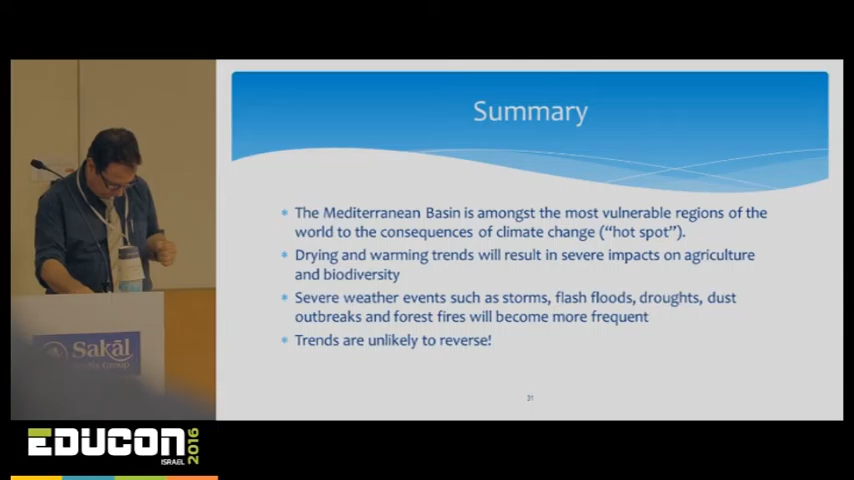 Summary
* The Mediterranean Basin is amongst the most vulnerable regions of the
world to the consequences of climate change ("hot spot").
* Drying and warming trends will result in severe impacts on agriculture
and biodiversity
* Severe weather events such as storms, flash floods, droughts, dust
outbreaks and forest fires will become more frequent
* Trends are unlikely to reverse!
31
Sakāl
Group
EDUCON
ISRAEL
2016